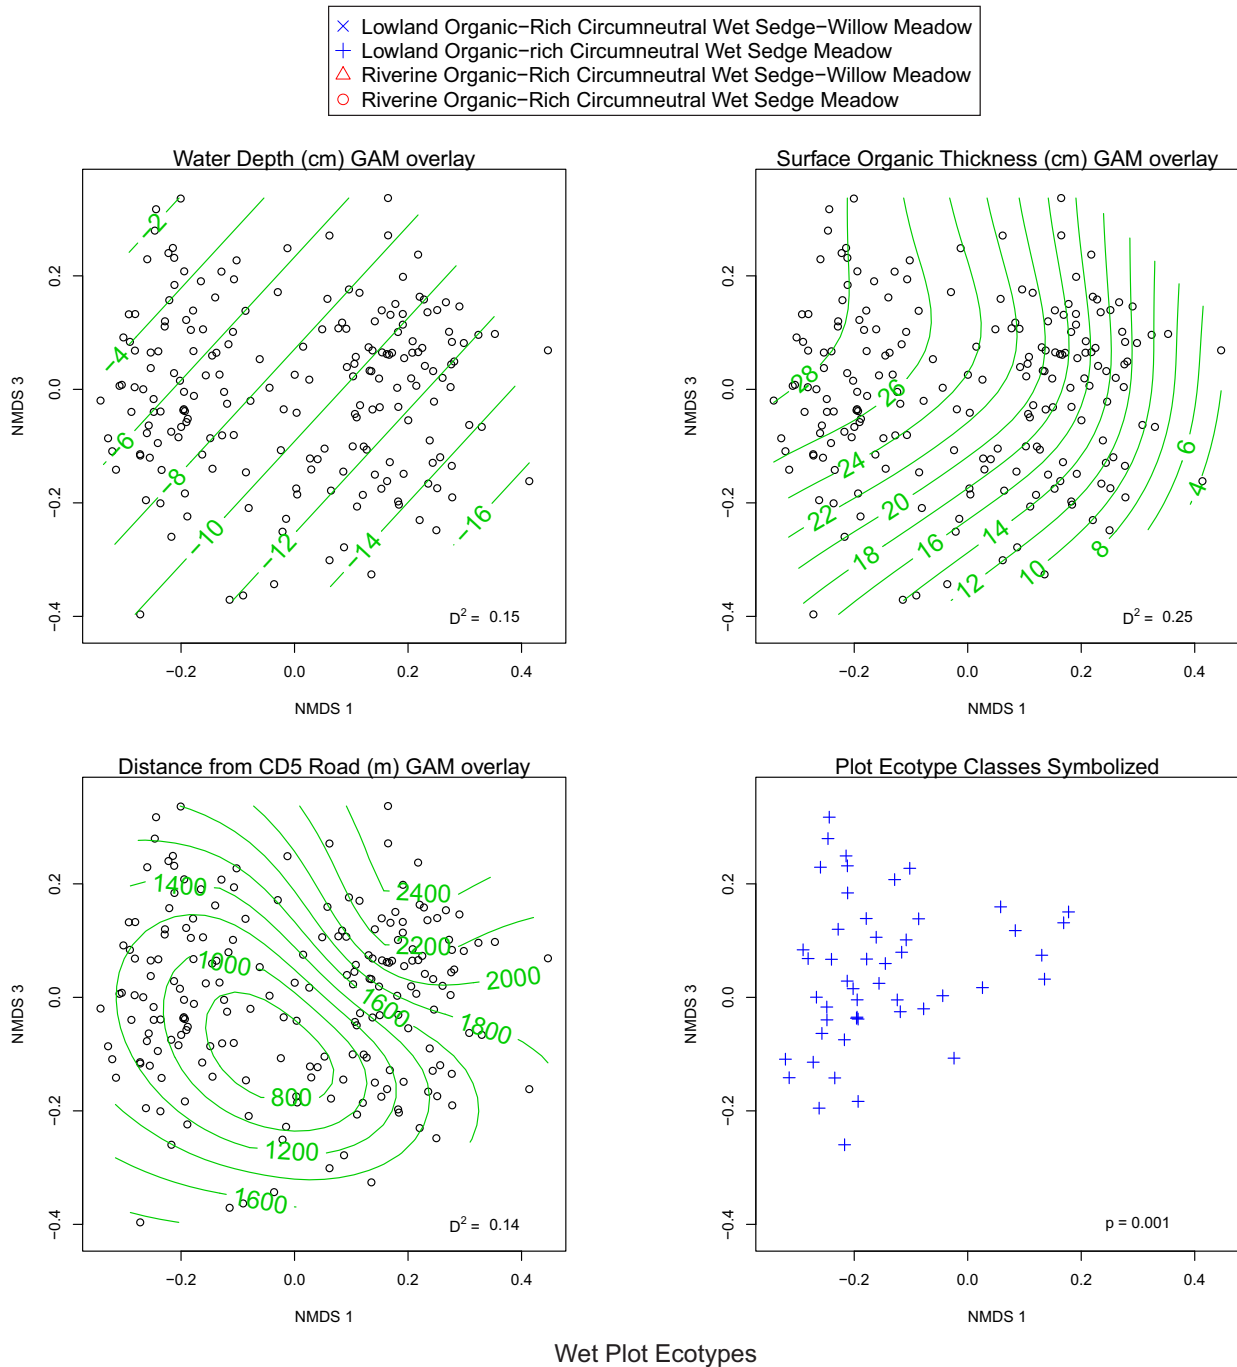 Lowland Organic−Rich Circumneutral Wet Sedge−Willow Meadow
Lowland Organic−rich Circumneutral Wet Sedge Meadow
Riverine Organic−Rich Circumneutral Wet Sedge−Willow Meadow
Riverine Organic−Rich Circumneutral Wet Sedge Meadow
Water Depth (cm) GAM overlay
−2
−4
−6
−8
−10
−12
−14
−16
D² = 0.15
0.2
0.0
−0.2
−0.4
NMDS 3
−0.2 0.0 0.2 0.4
NMDS 1
Surface Organic Thickness (cm) GAM overlay
28
26
24
22
20
18
16
14
12
10
8
6
4
D² = 0.25
0.2
0.0
−0.2
−0.4
NMDS 3
−0.2 0.0 0.2 0.4
NMDS 1
Distance from CD5 Road (m) GAM overlay
1400
2400
2200
1000
2000
1600
1800
800
1200
1600
D² = 0.14
0.2
0.0
−0.2
−0.4
NMDS 3
−0.2 0.0 0.2 0.4
NMDS 1
Plot Ecotype Classes Symbolized
p = 0.001
0.2
0.0
−0.2
−0.4
NMDS 3
−0.2 0.0 0.2 0.4
NMDS 1
Wet Plot Ecotypes